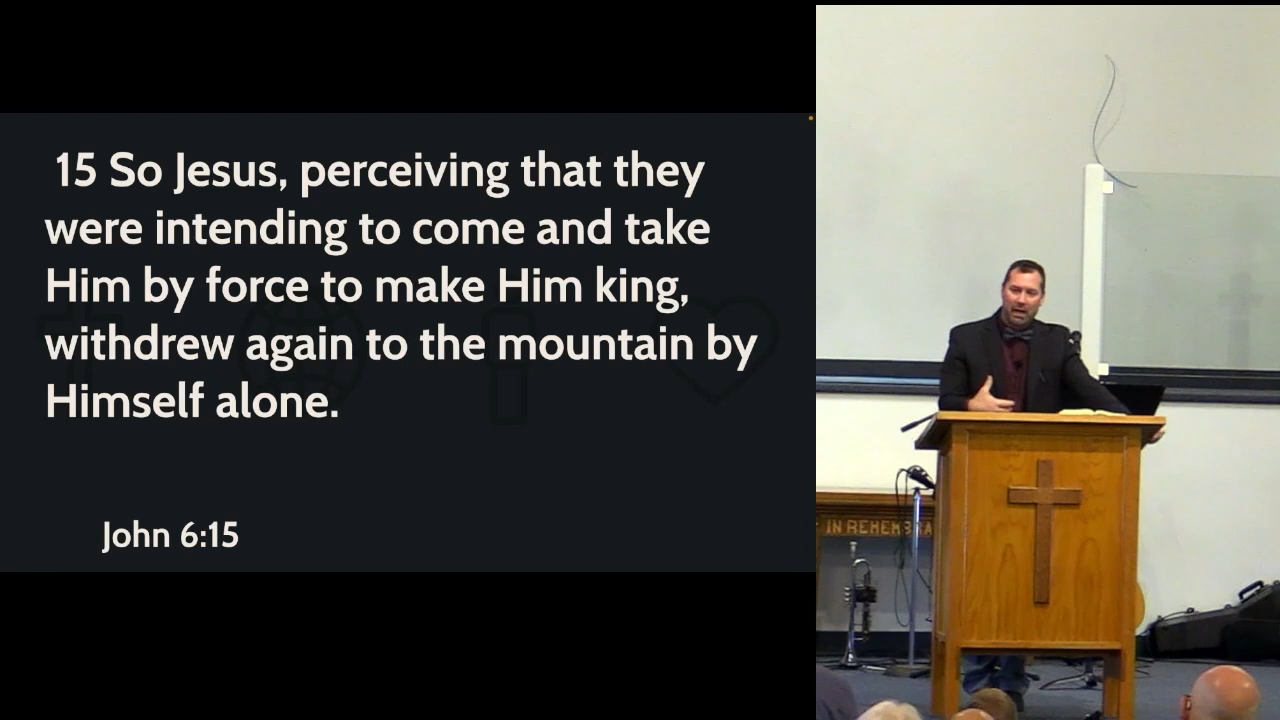 15 So Jesus, perceiving that they
were intending to come and take
Him by force to make Him king,
withdrew again to the mountain by
Himself alone.
John 6:15
IN